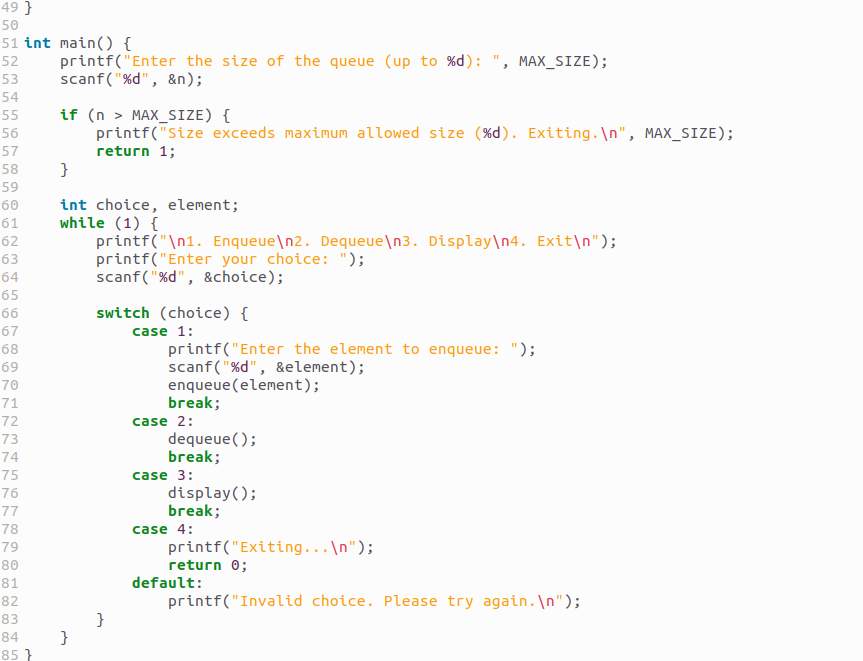 49 }
50
51 int main() {
52     printf("Enter the size of the queue (up to %d): ", MAX_SIZE);
53     scanf("%d", &n);
54
55     if (n > MAX_SIZE) {
56         printf("Size exceeds maximum allowed size (%d). Exiting.\n", MAX_SIZE);
57         return 1;
58     }
59
60     int choice, element;
61     while (1) {
62         printf("\n1. Enqueue\n2. Dequeue\n3. Display\n4. Exit\n");
63         printf("Enter your choice: ");
64         scanf("%d", &choice);
65
66         switch (choice) {
67             case 1:
68                 printf("Enter the element to enqueue: ");
69                 scanf("%d", &element);
70                 enqueue(element);
71                 break;
72             case 2:
73                 dequeue();
74                 break;
75             case 3:
76                 display();
77                 break;
78             case 4:
79                 printf("Exiting...\n");
80                 return 0;
81             default:
82                 printf("Invalid choice. Please try again.\n");
83         }
84     }
85 }